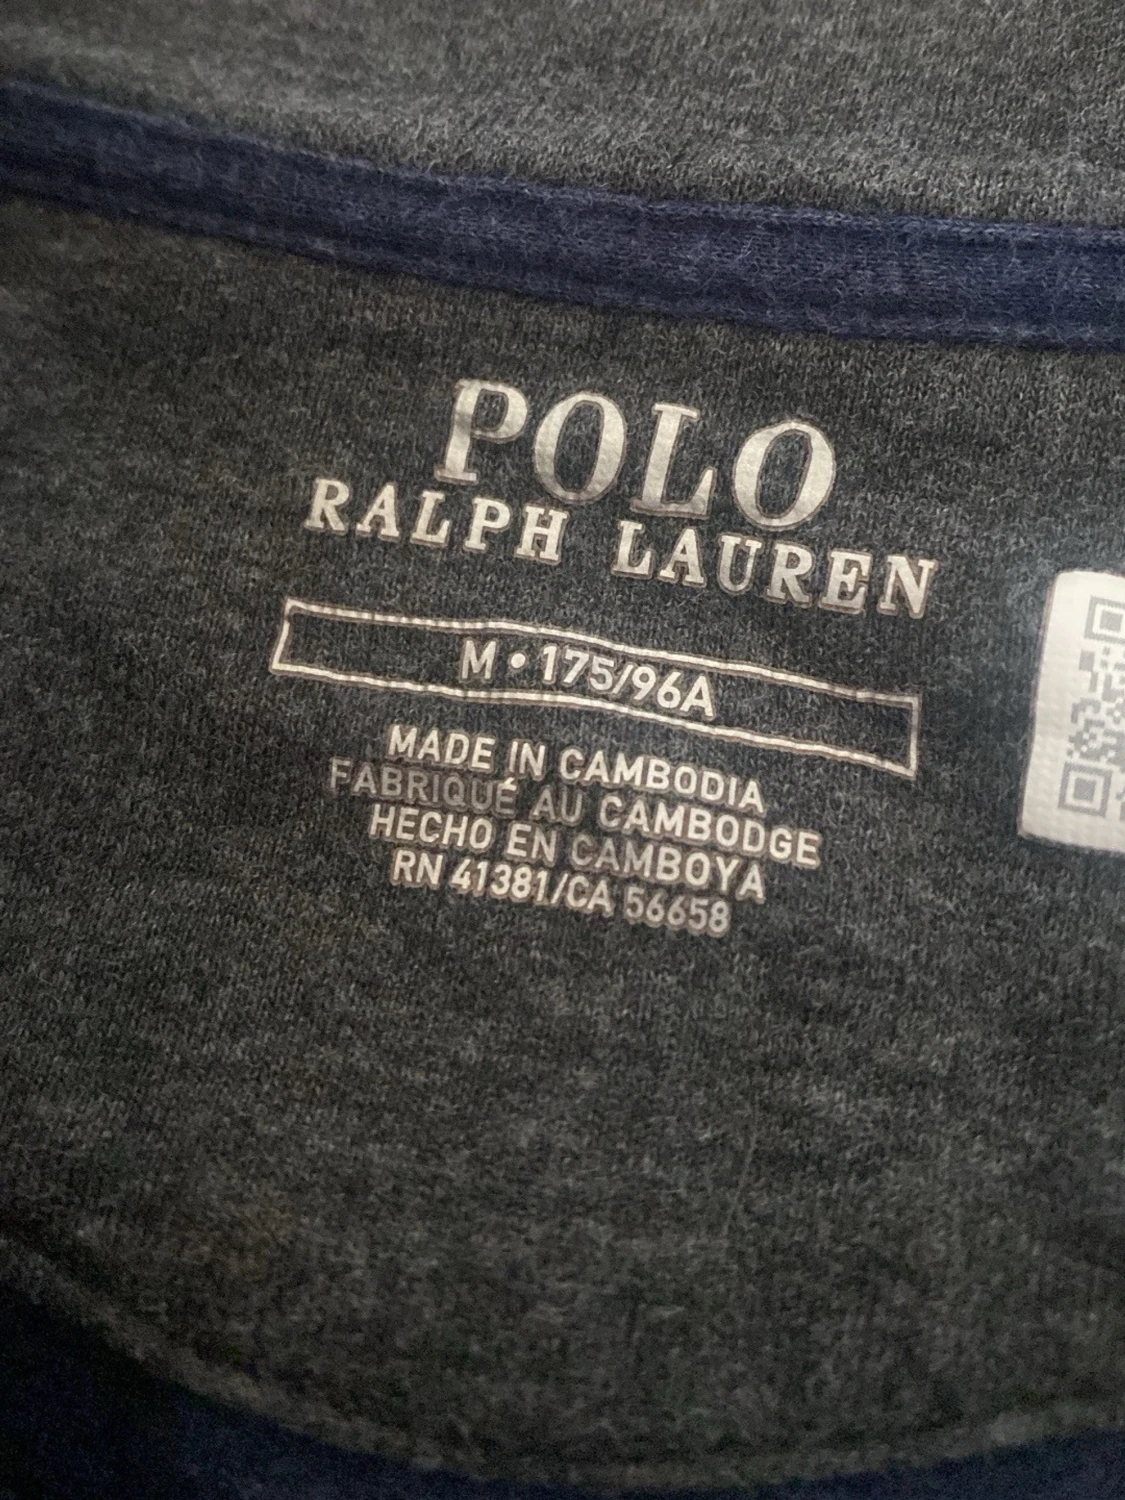 POLO
RALPH LAUREN
M • 175/96A
MADE IN CAMBODIA
FABRIQUÉ AU CAMBODGE
HECHO EN CAMBOYA
RN 41381/CA 56658